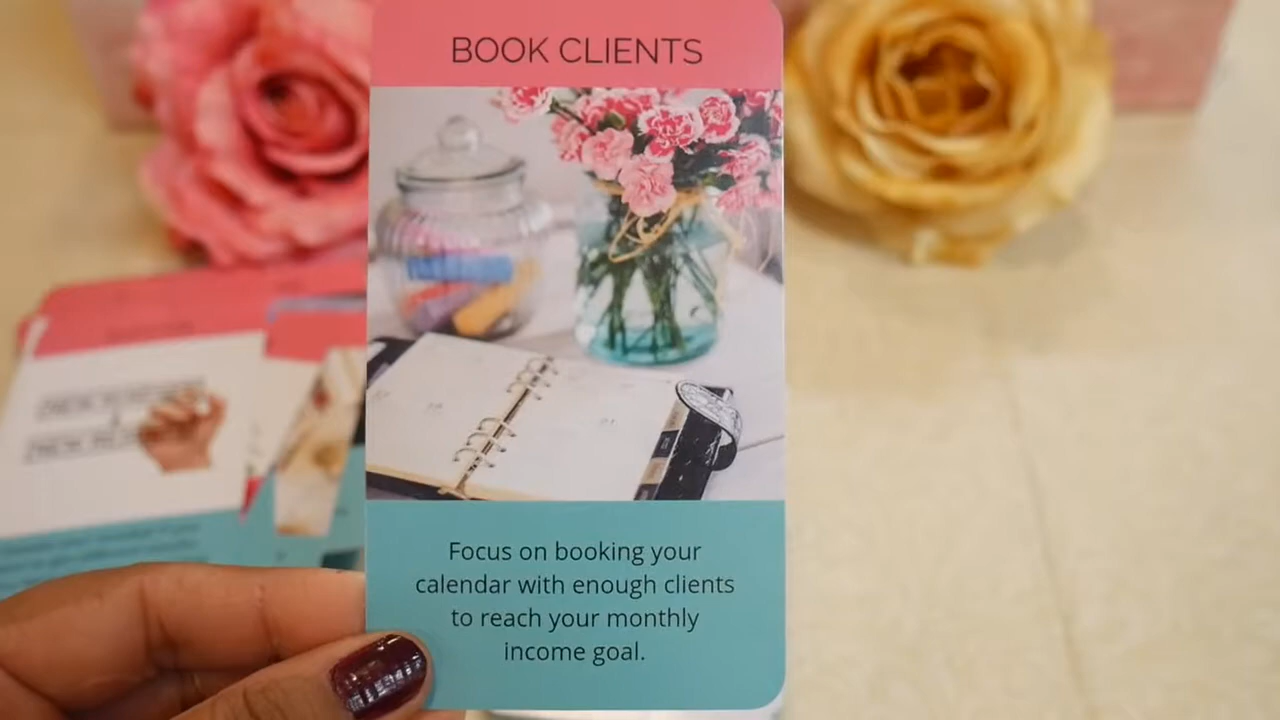 BOOK CLIENTS
Focus on booking your
calendar with enough clients
to reach your monthly
income goal.